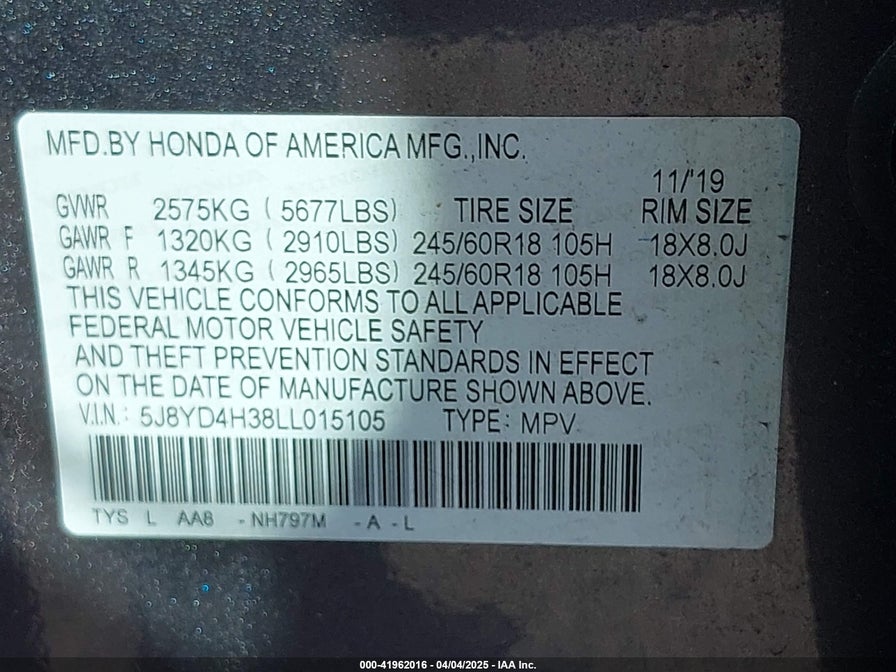 MFD.BY HONDA OF AMERICA MFG.,INC.
11/'19
GVWR 2575KG ( 5677LBS) TIRE SIZE RIM SIZE
GAWR F 1320KG ( 2910LBS) 245/60R18 105H 18X8.0J
GAWR R 1345KG ( 2965LBS) 245/60R18 105H 18X8.0J
THIS VEHICLE CONFORMS TO ALL APPLICABLE
FEDERAL MOTOR VEHICLE SAFETY
AND THEFT PREVENTION STANDARDS IN EFFECT
ON THE DATE OF MANUFACTURE SHOWN ABOVE.
V.I.N.: 5J8YD4H38LL015105 TYPE: MPV
TYS L AA8 - NH797M - A - L
000-41962016 - 04/04/2025 - IAA Inc.